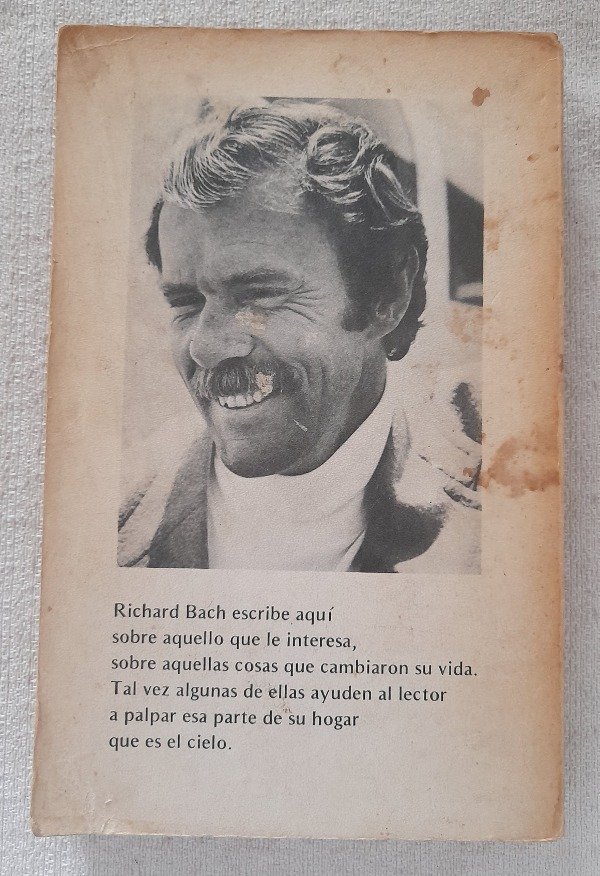 Richard Bach escribe aquí
sobre aquello que le interesa,
sobre aquellas cosas que cambiaron su vida.
Tal vez algunas de ellas ayuden al lector
a palpar esa parte de su hogar
que es el cielo.